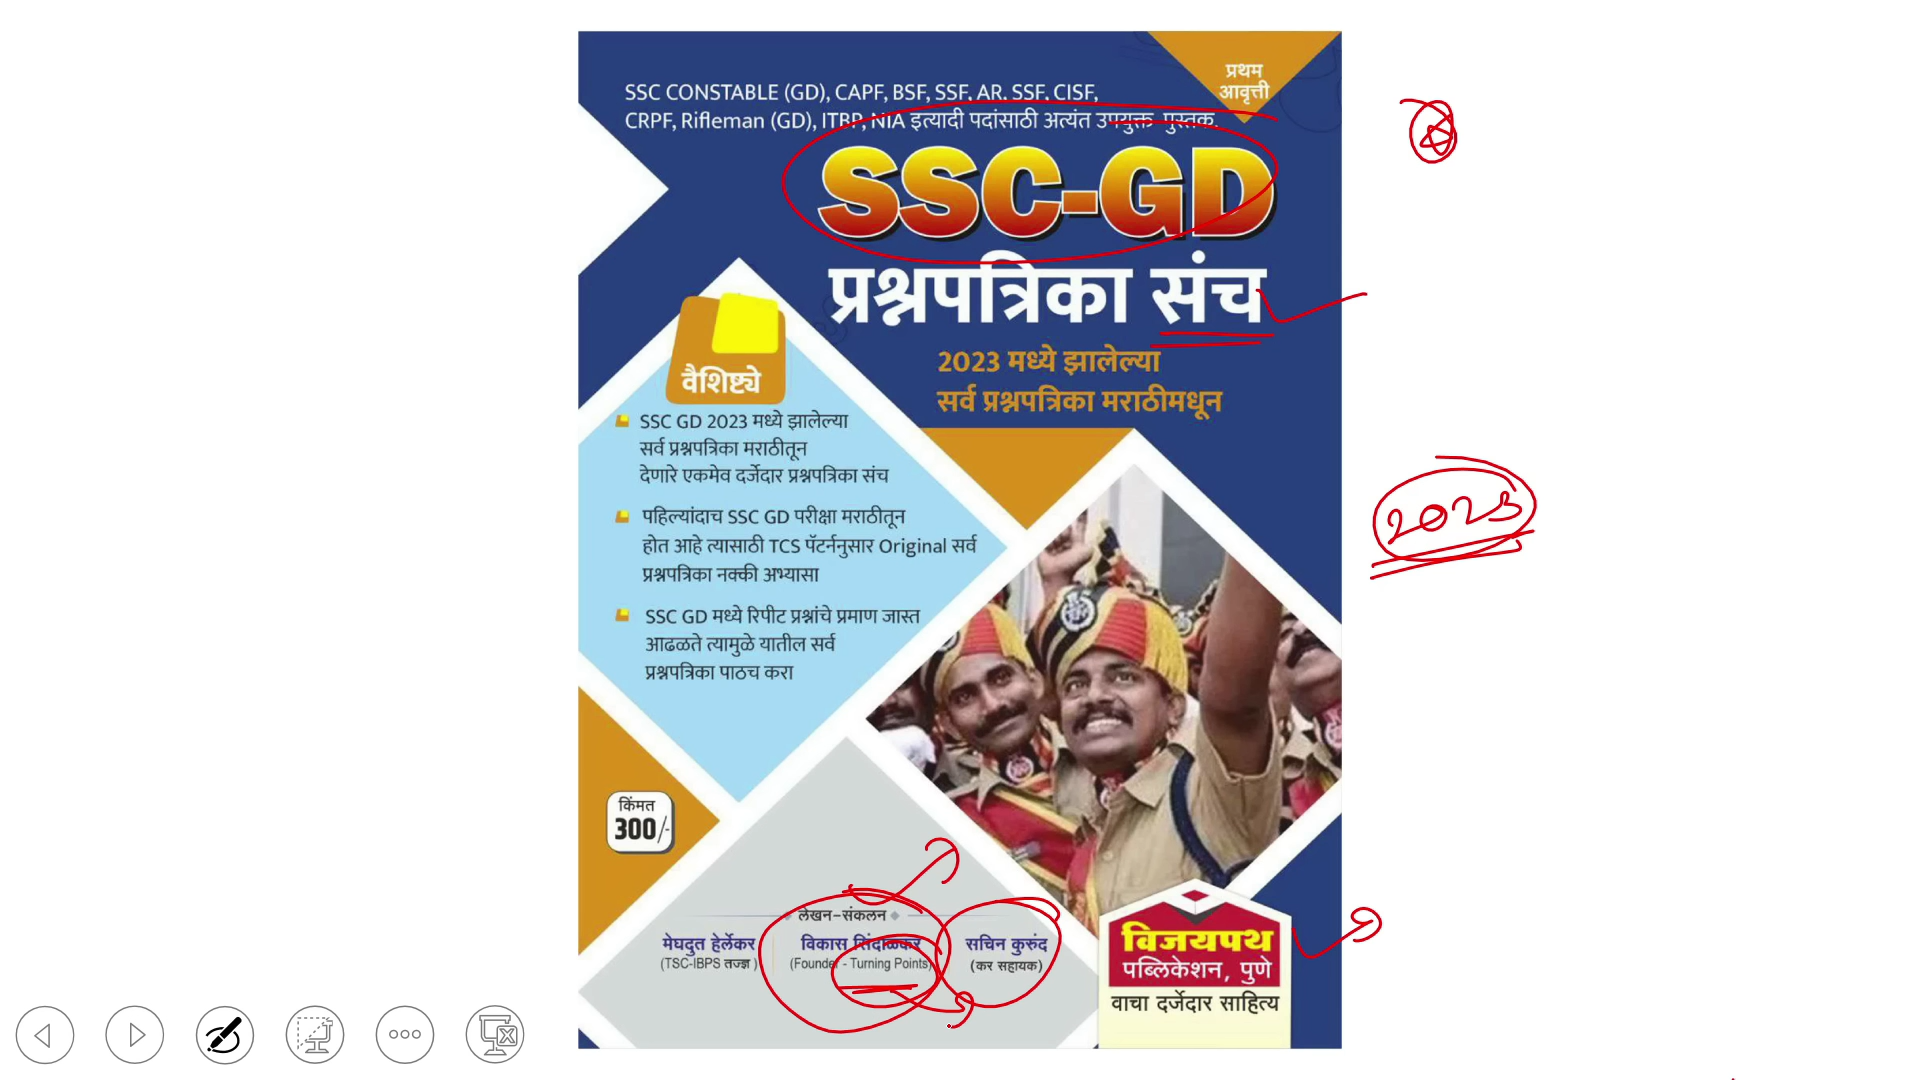 SSC CONSTABLE (GD), CAPF, BSF, SSF, AR, SSF, CISF,
CRPF, Rifleman (GD), ITBP, NIA इत्यादी पदांसाठी अत्यंत उपयुक्त पुस्तक.
प्रथम
आवृत्ती
SSC-GD
प्रश्नपत्रिका संच
2023 मध्ये झालेल्या
सर्व प्रश्नपत्रिका मराठीमधून
वैशिष्ट्ये
SSC GD 2023 मध्ये झालेल्या
सर्व प्रश्नपत्रिका मराठीतून
देणारे एकमेव दर्जेदार प्रश्नपत्रिका संच
पहिल्यांदाच SSC GD परीक्षा मराठीतून
होत आहे त्यासाठी TCS पॅटर्ननुसार Original सर्व
प्रश्नपत्रिका नक्की अभ्यासा
SSC GD मध्ये रिपीट प्रश्नांचे प्रमाण जास्त
आढळते त्यामुळे यातील सर्व
प्रश्नपत्रिका पाठच करा
2023
किंमत
300/-
लेखन-संकलन
मेघदुत हेर्लेकर
(TSC-IBPS तज्ज्ञ )
विकास सिंदाळकर
(Founder - Turning Points)
सचिन कुरुंद
(कर सहायक)
विजयपथ
पब्लिकेशन, पुणे
वाचा दर्जेदार साहित्य